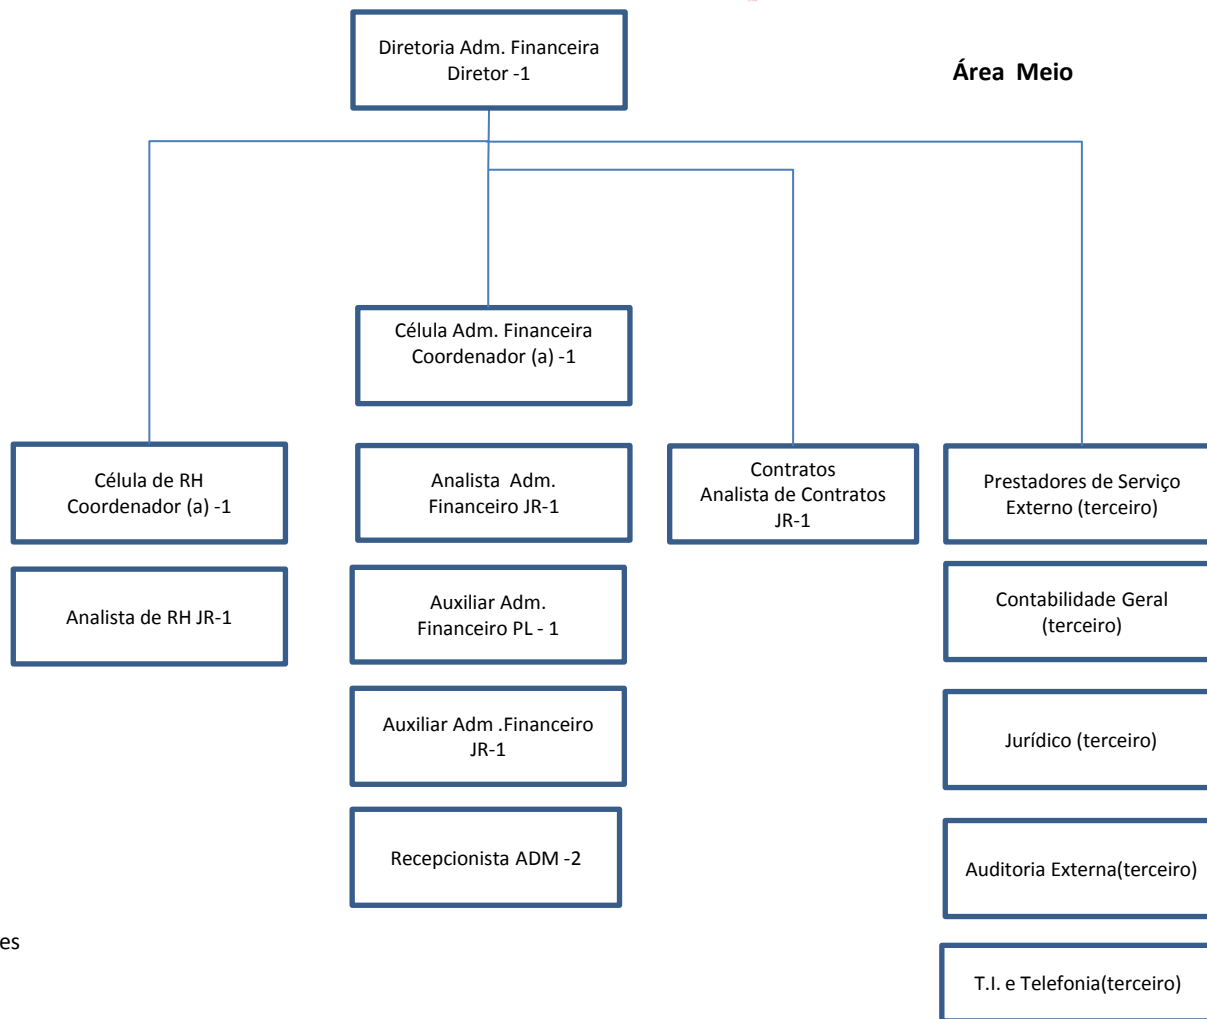 Diretoria Adm. Financeira
Diretor -1
Área  Meio
Célula Adm. Financeira
Coordenador (a) -1
Célula de RH
Coordenador (a) -1
Analista  Adm.
Financeiro JR-1
Contratos
Analista de Contratos
JR-1
Prestadores de Serviço
Externo (terceiro)
Analista de RH JR-1
Auxiliar Adm.
Financeiro PL - 1
Contabilidade Geral
(terceiro)
Auxiliar Adm .Financeiro
JR-1
Jurídico (terceiro)
Recepcionista ADM -2
Auditoria Externa(terceiro)
es
T.I. e Telefonia(terceiro)